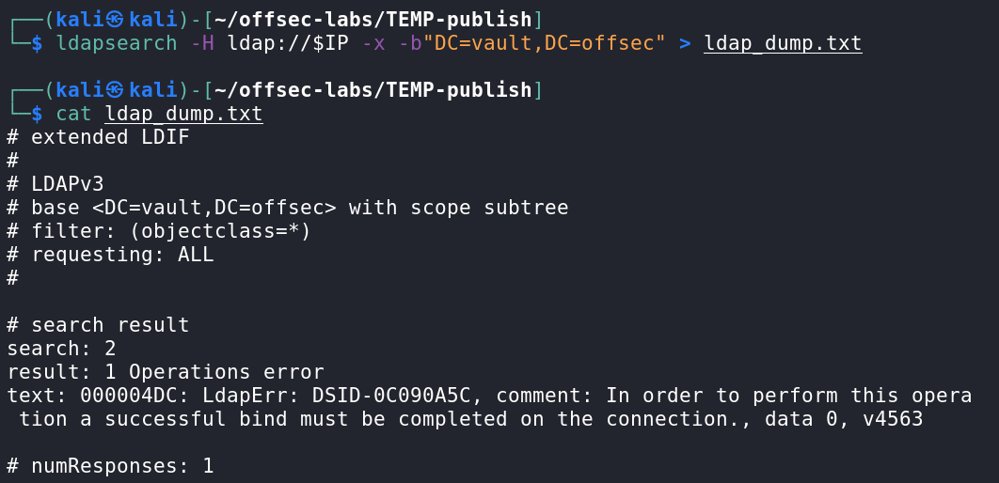 ┌──(kali㉿kali)-[~/offsec-labs/TEMP-publish]
└─$ ldapsearch -H ldap://$IP -x -b"DC=vault,DC=offsec" > ldap_dump.txt
┌──(kali㉿kali)-[~/offsec-labs/TEMP-publish]
└─$ cat ldap_dump.txt
# extended LDIF
#
# LDAPv3
# base <DC=vault,DC=offsec> with scope subtree
# filter: (objectclass=*)
# requesting: ALL
#
# search result
search: 2
result: 1 Operations error
text: 000004DC: LdapErr: DSID-0C090A5C, comment: In order to perform this opera
 tion a successful bind must be completed on the connection., data 0, v4563
# numResponses: 1